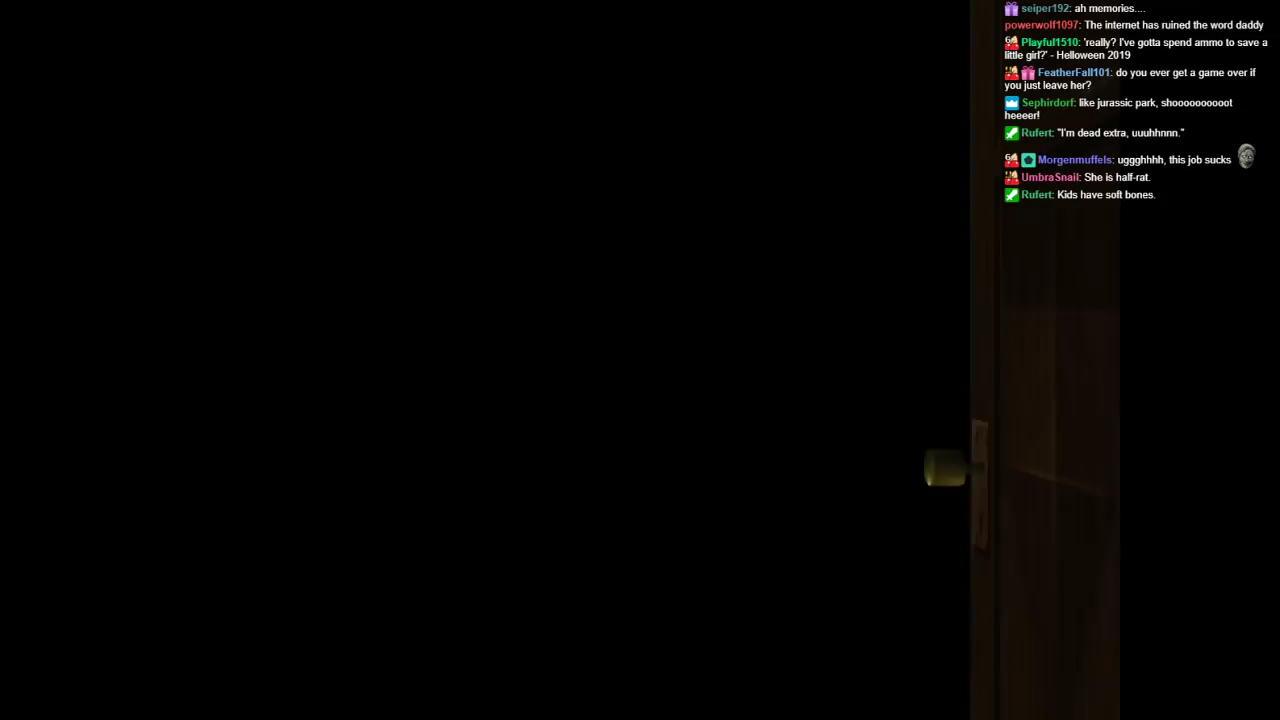 seiper192: ah memories....
powerwolf1097: The internet has ruined the word daddy
Playful1510: 'really? I've gotta spend ammo to save a
little girl?' - Helloween 2019
FeatherFall101: do you ever get a game over if
you just leave her?
Sephirdorf: like jurassic park, shoooooooooot
heeeer!
Rufert: "I'm dead extra, uuuhhnnn."
Morgenmuffels: uggghhhh, this job sucks
UmbraSnail: She is half-rat.
Rufert: Kids have soft bones.